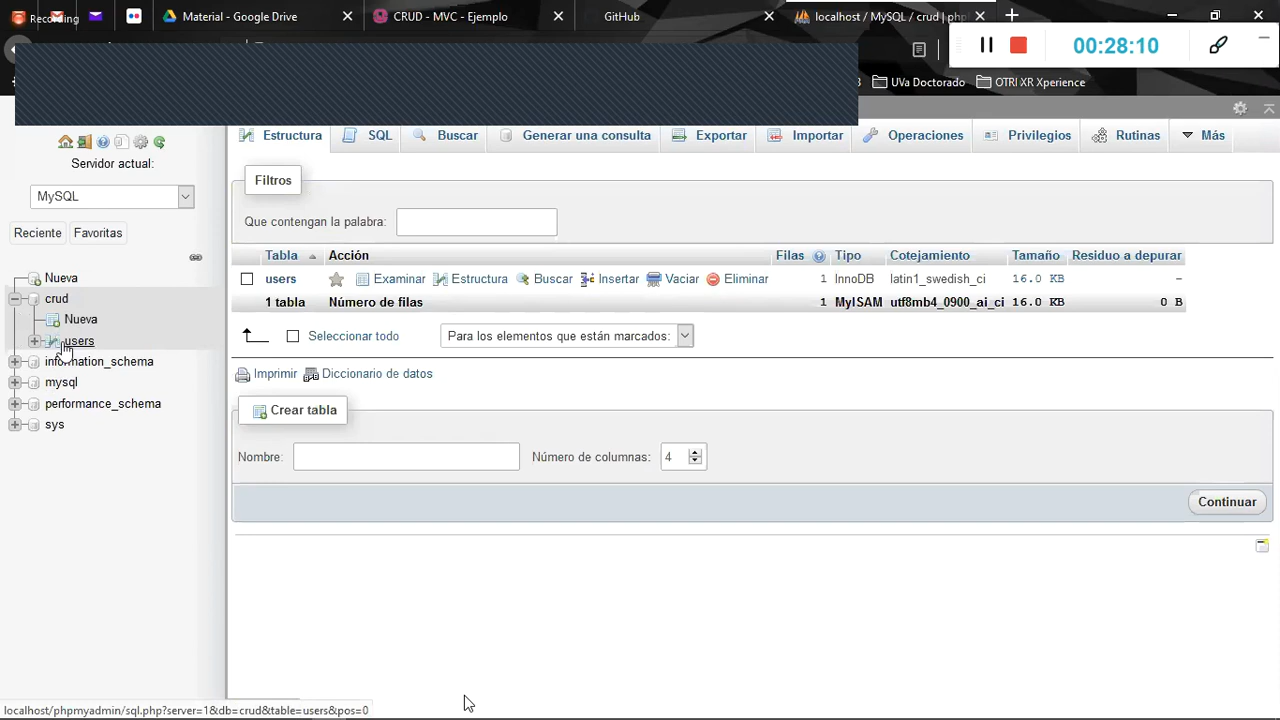 Recording
Material - Google Drive
CRUD - MVC - Ejemplo
GitHub
localhost / MySQL / crud | php
00:28:10
UVa Doctorado
OTRI XR Xperience
Estructura
SQL
Buscar
Generar una consulta
Exportar
Importar
Operaciones
Privilegios
Rutinas
Más
Servidor actual:
MySQL
Reciente
Favoritas
Nueva
crud
Nueva
users
information_schema
mysql
performance_schema
sys
Filtros
Que contengan la palabra:
Tabla Acción Filas Tipo Cotejamiento Tamaño Residuo a depurar
users Examinar Estructura Buscar Insertar Vaciar Eliminar 1 InnoDB latin1_swedish_ci 16.0 KB -
1 tabla Número de filas 1 MyISAM utf8mb4_0900_ai_ci 16.0 KB 0 B
Seleccionar todo
Para los elementos que están marcados:
Imprimir Diccionario de datos
Crear tabla
Nombre:
Número de columnas: 4
Continuar
localhost/phpmyadmin/sql.php?server=1&db=crud&table=users&pos=0